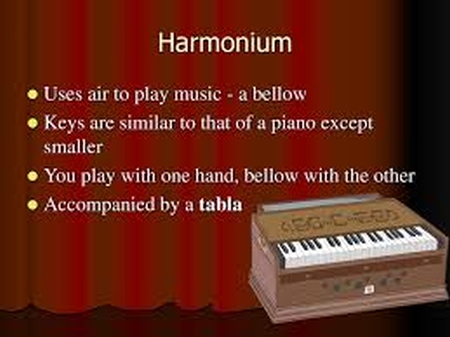 Harmonium
Uses air to play music - a bellow
Keys are similar to that of a piano except
smaller
You play with one hand, bellow with the other
Accompanied by a tabla